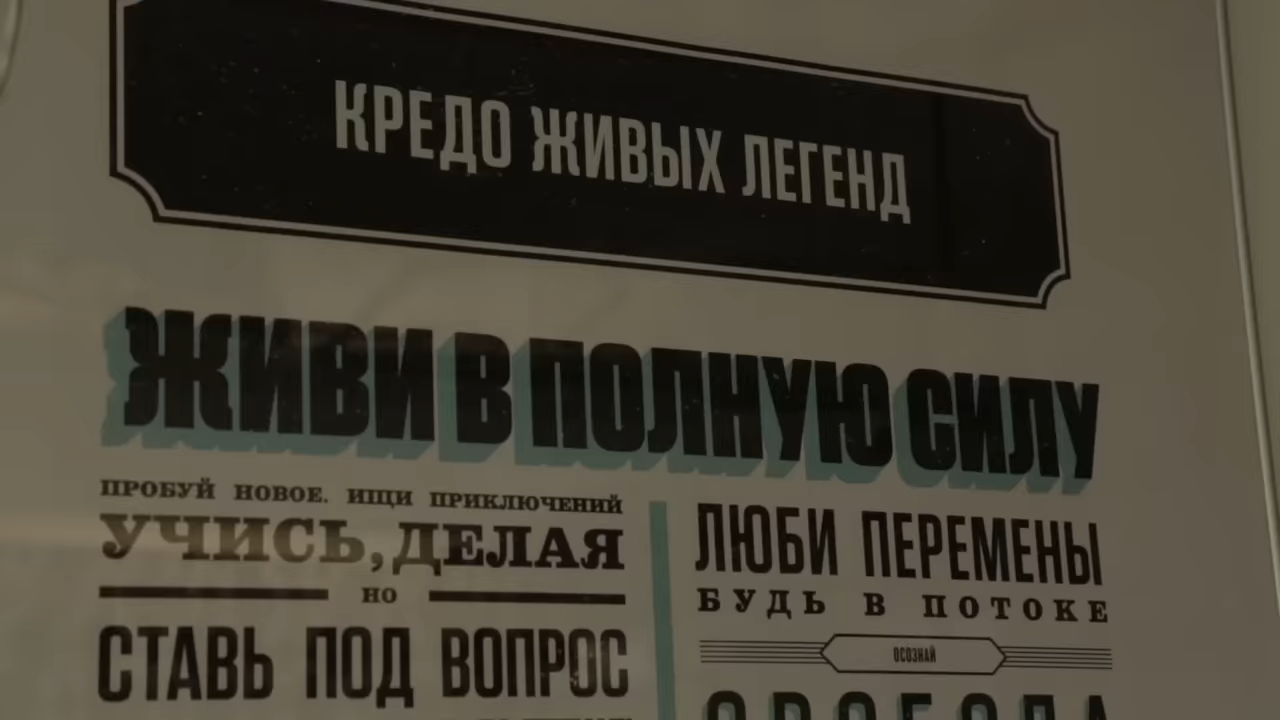 КРЕДО ЖИВЫХ ЛЕГЕНД
ЖИВИ В ПОЛНУЮ СИЛУ
ПРОБУЙ НОВОЕ. ИЩИ ПРИКЛЮЧЕНИЙ
УЧИСЬ, ДЕЛАЯ
НО
СТАВЬ ПОД ВОПРОС
ЛЮБИ ПЕРЕМЕНЫ
БУДЬ В ПОТОКЕ
ОСОЗНАЙ